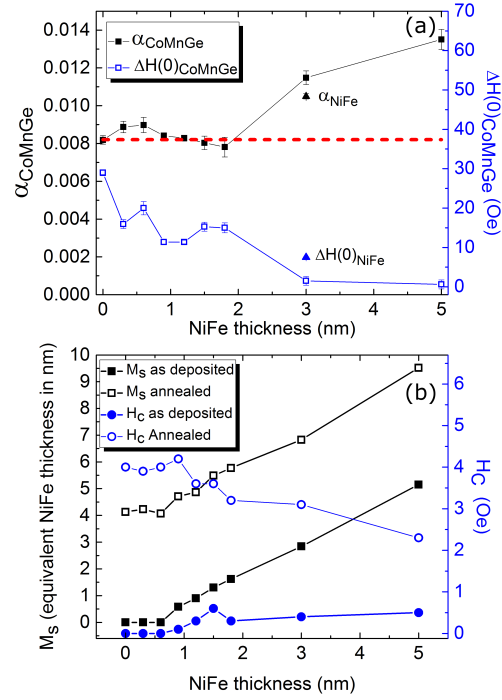 (a)
α_CoMnGe
ΔH(0)_CoMnGe
α_NiFe
ΔH(0)_NiFe
0.014
0.012
0.010
0.008
0.006
0.004
0.002
0.000
α_CoMnGe
70
60
50
40
30
20
10
0
ΔH(0)_CoMnGe (Oe)
0 1 2 3 4 5
NiFe thickness (nm)
(b)
M_S as deposited
M_S annealed
H_C as deposited
H_C Annealed
10
9
8
7
6
5
4
3
2
1
0
M_S (equivalent NiFe thickness in nm)
6
5
4
3
2
1
0
H_C (Oe)
0 1 2 3 4 5
NiFe thickness (nm)